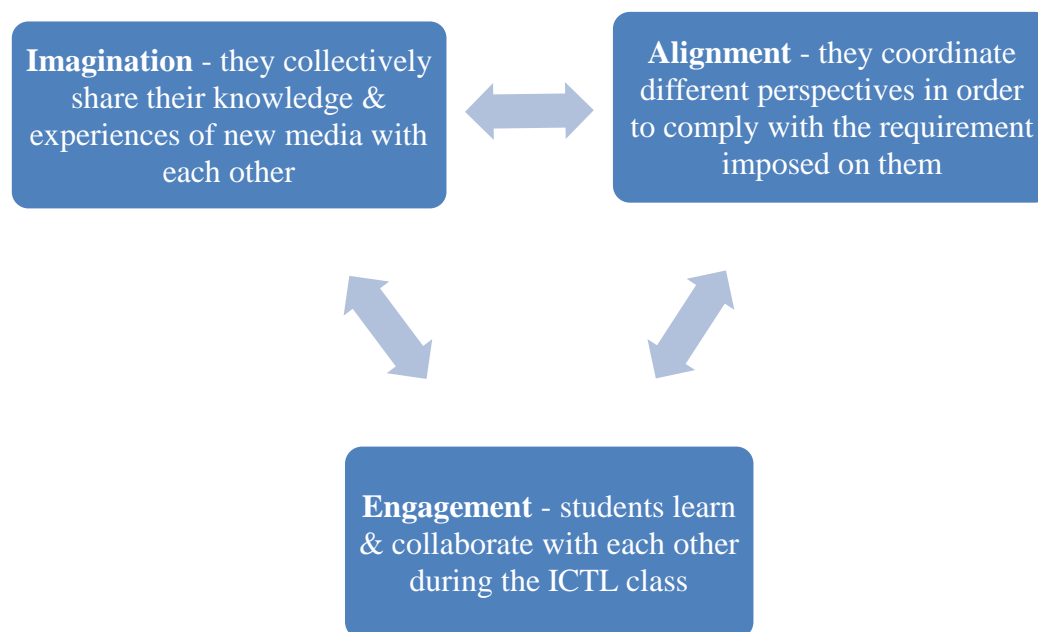 Imagination - they collectively
share their knowledge &
experiences of new media with
each other
Alignment - they coordinate
different perspectives in order
to comply with the requirement
imposed on them
Engagement - students learn
& collaborate with each other
during the ICTL class